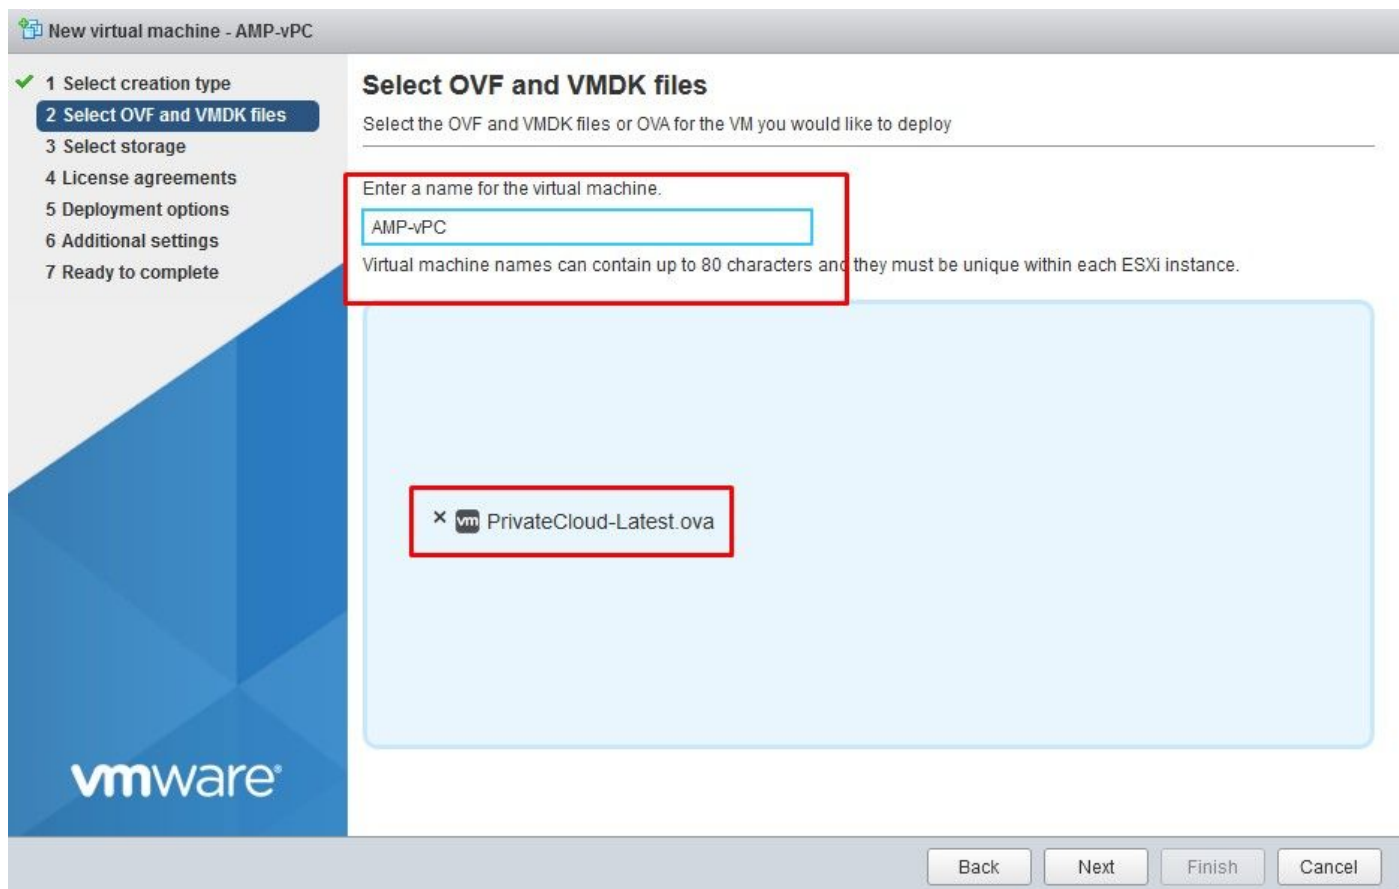 New virtual machine - AMP-vPC
1 Select creation type
2 Select OVF and VMDK files
3 Select storage
4 License agreements
5 Deployment options
6 Additional settings
7 Ready to complete
vmware®
Select OVF and VMDK files
Select the OVF and VMDK files or OVA for the VM you would like to deploy
Enter a name for the virtual machine.
AMP-vPC
Virtual machine names can contain up to 80 characters and they must be unique within each ESXi instance.
vm PrivateCloud-Latest.ova
Back Next Finish Cancel